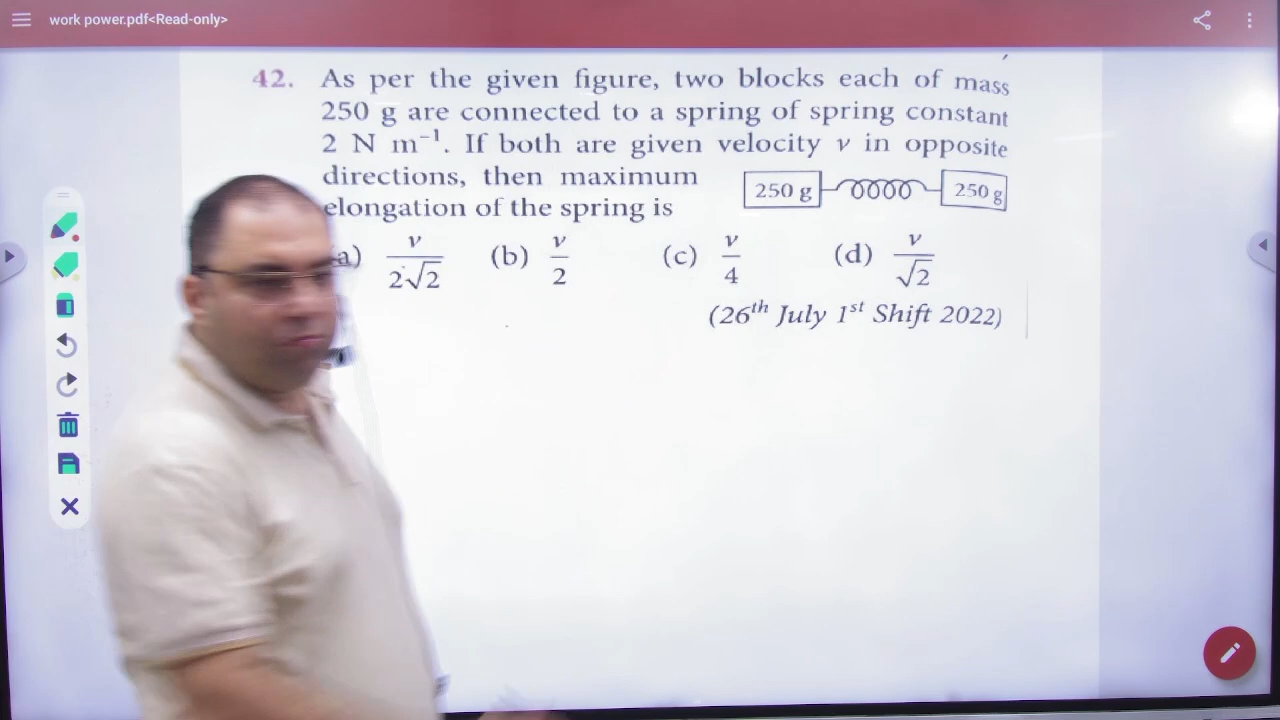 work power.pdf<Read-only>
42. As per the given figure, two blocks each of mass
250 g are connected to a spring of spring constant
2 N m⁻¹. If both are given velocity v in opposite
directions, then maximum
elongation of the spring is
250 g 250 g
a) v/2√2 (b) v/2 (c) v/4 (d) v/√2
(26th July 1st Shift 2022)